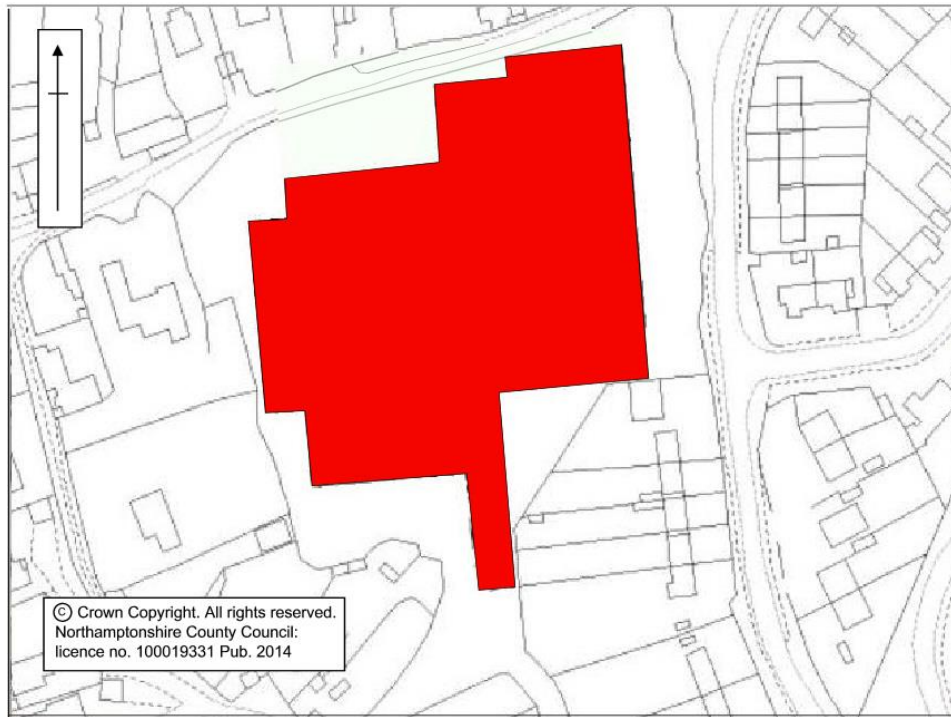 © Crown Copyright. All rights reserved.
Northamptonshire County Council:
licence no. 100019331 Pub. 2014